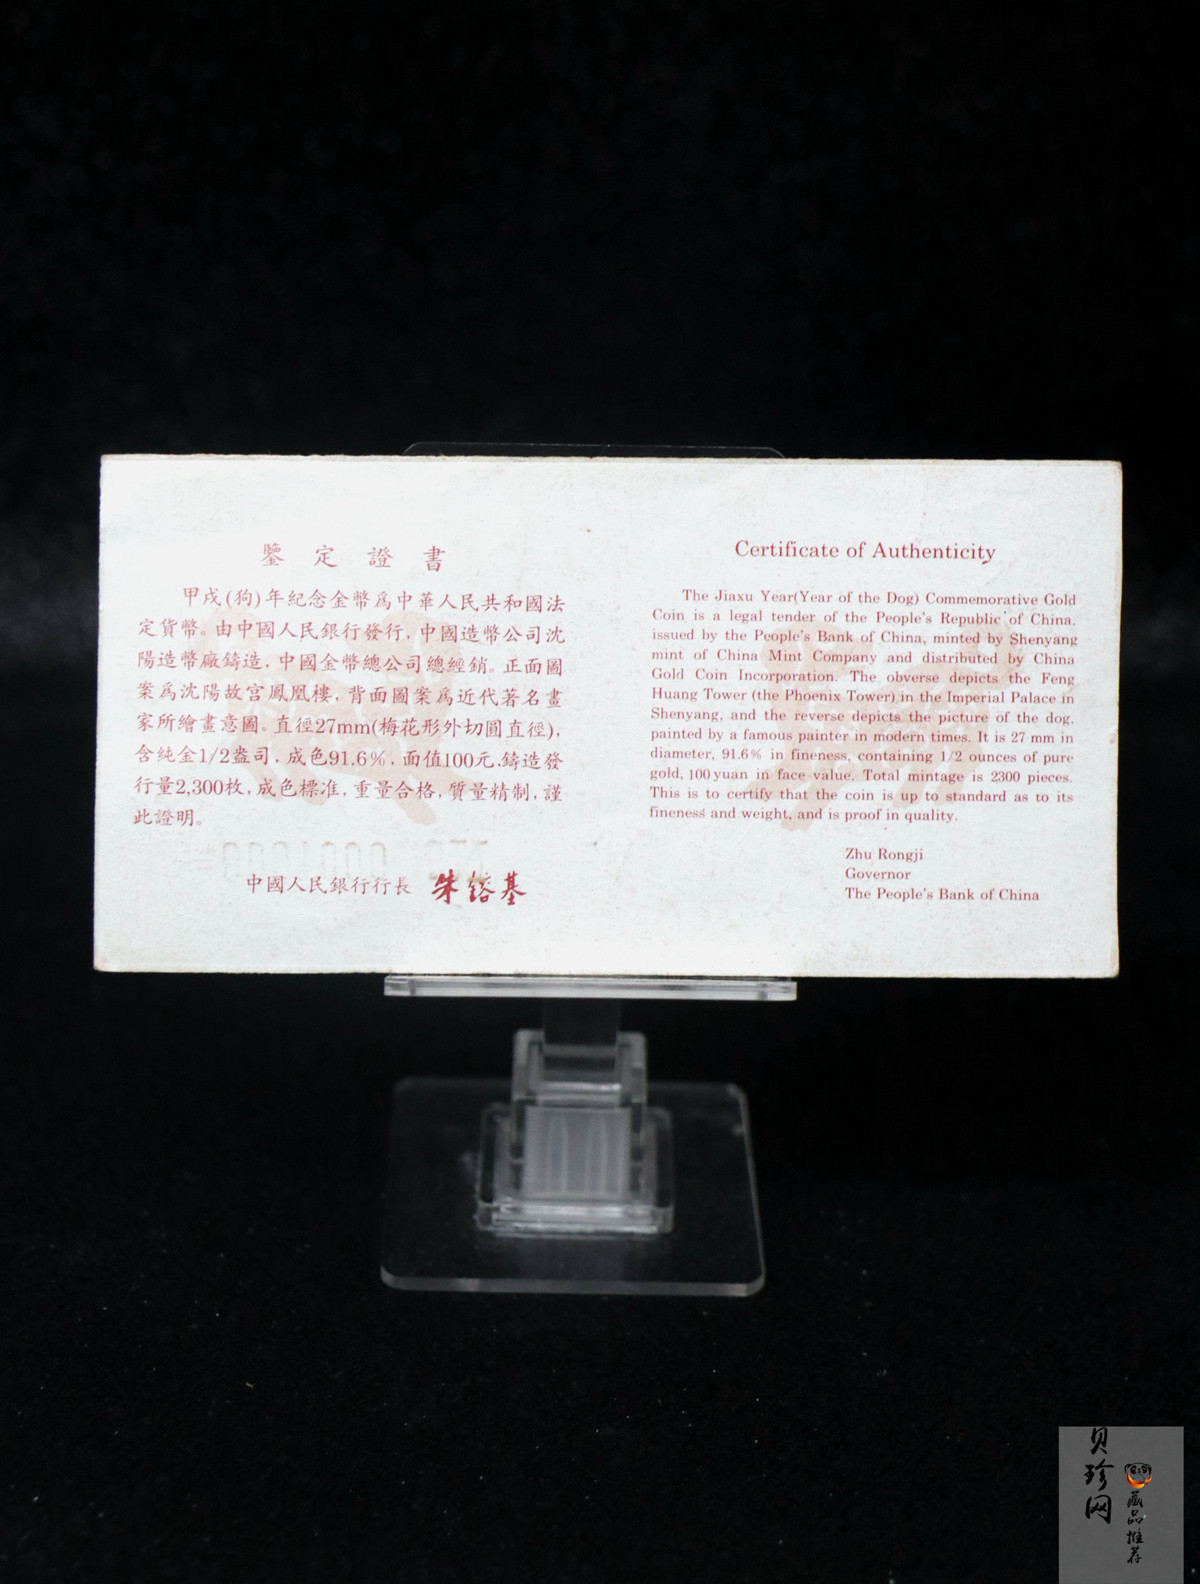 鑒定證書
甲戌(狗)年紀念金幣爲中華人民共和國法
定貨幣。由中國人民銀行發行，中國造幣公司沈
陽造幣廠鑄造，中國金幣總公司總經銷。正面圖
案爲沈陽故宮鳳凰樓，背面圖案爲近代著名畫
家所繪畫意圖。直徑27mm(梅花形外切圓直徑)，
含純金1/2盎司，成色91.6%，面值100元.鑄造發
行量2,300枚，成色標准，重量合格，質量精制，謹
此證明。
中國人民銀行行長 朱鎔基
Certificate of Authenticity
The Jiaxu Year(Year of the Dog) Commemorative Gold
Coin is a legal tender of the People's Republic of China.
issued by the People's Bank of China, minted by Shenyang
mint of China Mint Company and distributed by China
Gold Coin Incorporation. The obverse depicts the Feng
Huang Tower (the Phoenix Tower) in the Imperial Palace in
Shenyang, and the reverse depicts the picture of the dog.
painted by a famous painter in modern times. It is 27 mm in
diameter, 91.6% in fineness, containing 1/2 ounces of pure
gold, 100 yuan in face value. Total mintage is 2300 pieces.
This is to certify that the coin is up to standard as to its
fineness and weight, and is proof in quality.
Zhu Rongji
Governor
The People's Bank of China
贝珍网
藏品推荐